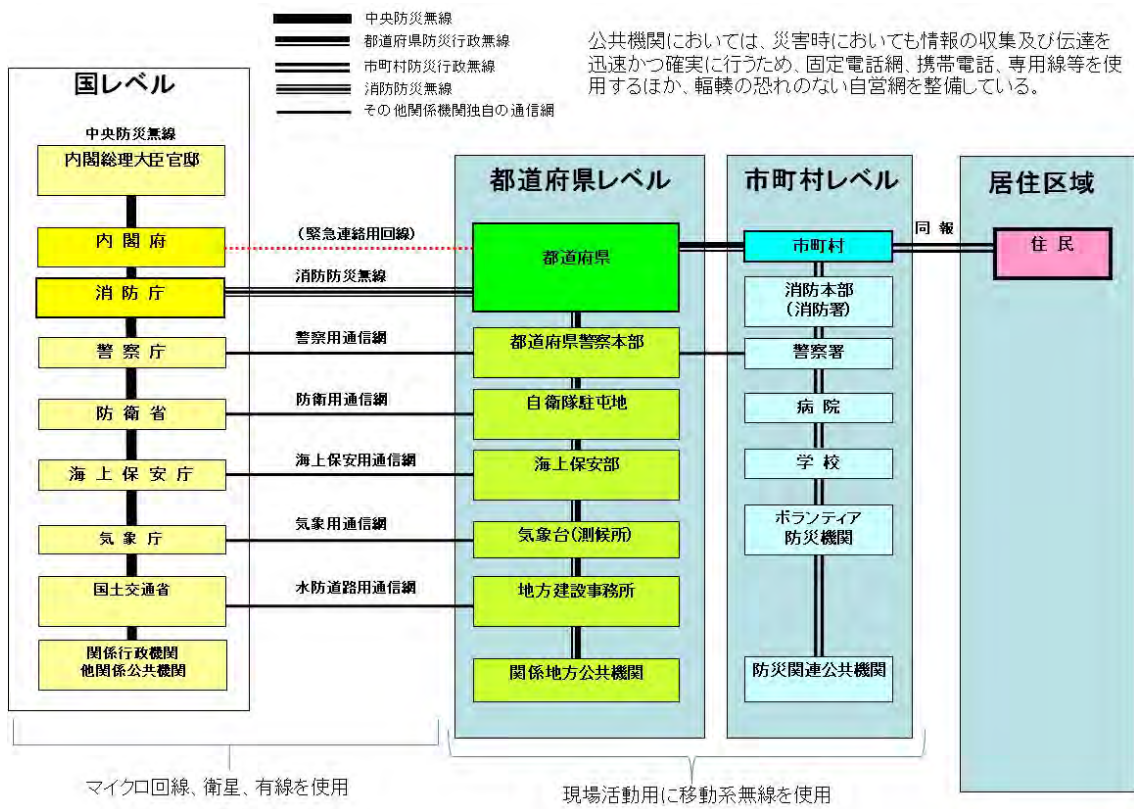 中央防災無線
都道府県防災行政無線
市町村防災行政無線
消防防災無線
その他関係機関独自の通信網
公共機関においては、災害時においても情報の収集及び伝達を
迅速かつ確実に行うため、固定電話網、携帯電話、専用線等を使
用するほか、輻輳の恐れのない自営網を整備している。
国レベル
中央防災無線
内閣総理大臣官邸
内閣府
消防庁
警察庁
防衛省
海上保安庁
気象庁
国土交通省
関係行政機関
他関係公共機関
(緊急連絡用回線)
消防防災無線
警察用通信網
防衛用通信網
海上保安用通信網
気象用通信網
水防道路用通信網
都道府県レベル
都道府県
都道府県警察本部
自衛隊駐屯地
海上保安部
気象台(測候所)
地方建設事務所
関係地方公共機関
市町村レベル
市町村
消防本部
(消防署)
警察署
病院
学校
ボランティア
防災機関
防災関連公共機関
同報
居住区域
住民
マイクロ回線、衛星、有線を使用
現場活動用に移動系無線を使用